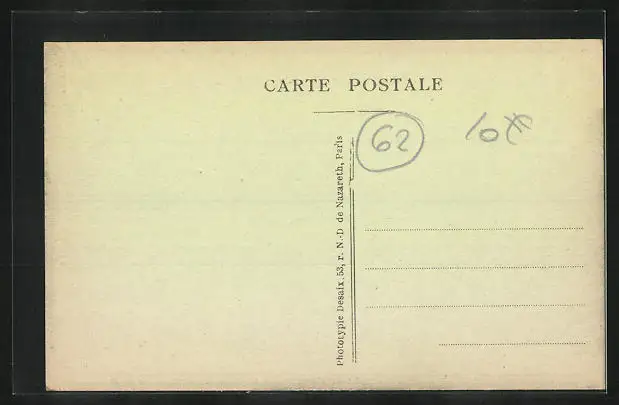 CARTE POSTALE
62
10
Phototypie Desaix, 53, r. N.-D de Nazareth, Paris